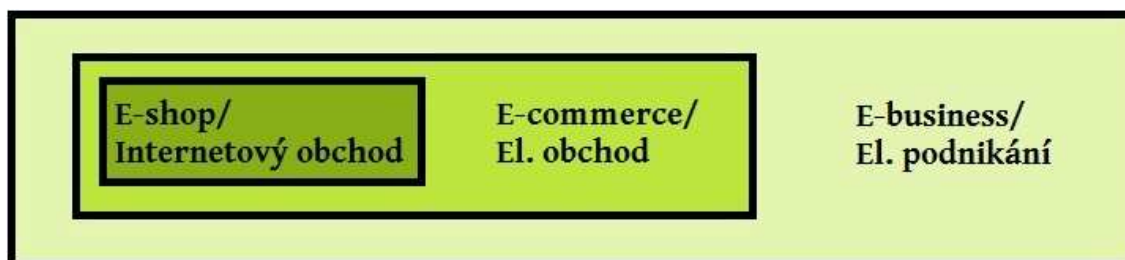 E-shop/
Internetový obchod
E-commerce/
El. obchod
E-business/
El. podnikání